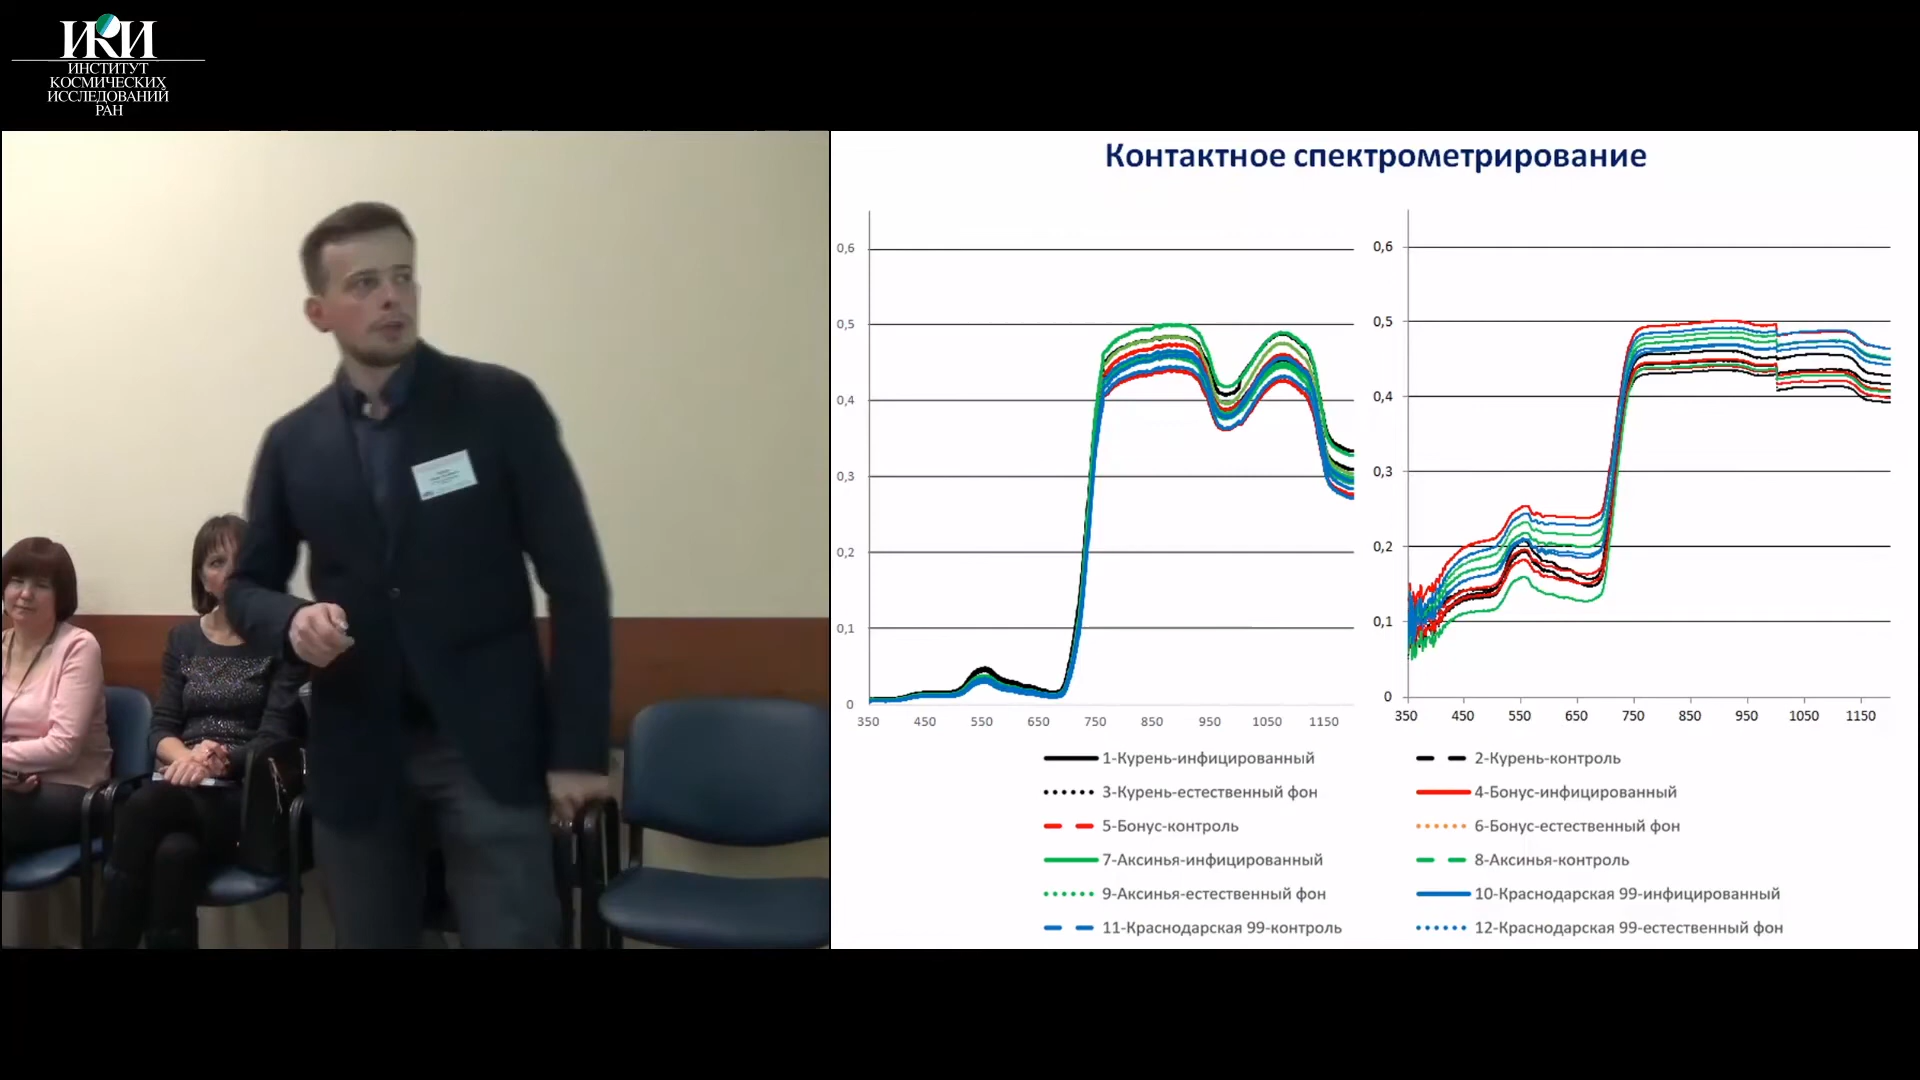 ИКИ
ИНСТИТУТ
КОСМИЧЕСКИХ
ИССЛЕДОВАНИЙ
РАН
Контактное спектрометрирование
0,6
0,5
0,4
0,3
0,2
0,1
0
350 450 550 650 750 850 950 1050 1150
0,6
0,5
0,4
0,3
0,2
0,1
0
350 450 550 650 750 850 950 1050 1150
1-Курень-инфицированный
2-Курень-контроль
3-Курень-естественный фон
4-Бонус-инфицированный
5-Бонус-контроль
6-Бонус-естественный фон
7-Аксинья-инфицированный
8-Аксинья-контроль
9-Аксинья-естественный фон
10-Краснодарская 99-инфицированный
11-Краснодарская 99-контроль
12-Краснодарская 99-естественный фон